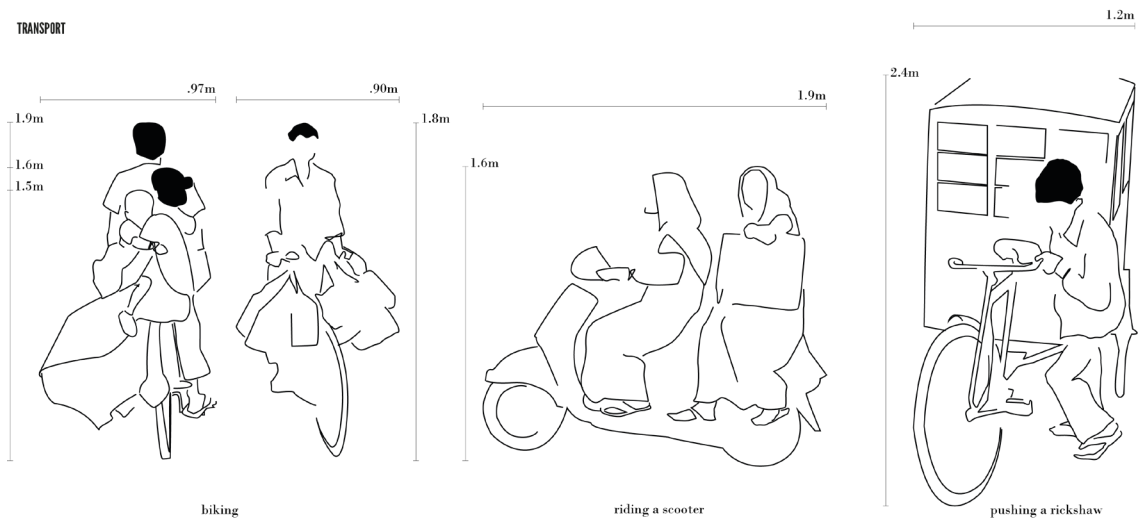 TRANSPORT
.97m
.90m
1.9m
1.2m
1.9m
1.6m
1.5m
1.8m
1.6m
2.4m
biking
riding a scooter
pushing a rickshaw